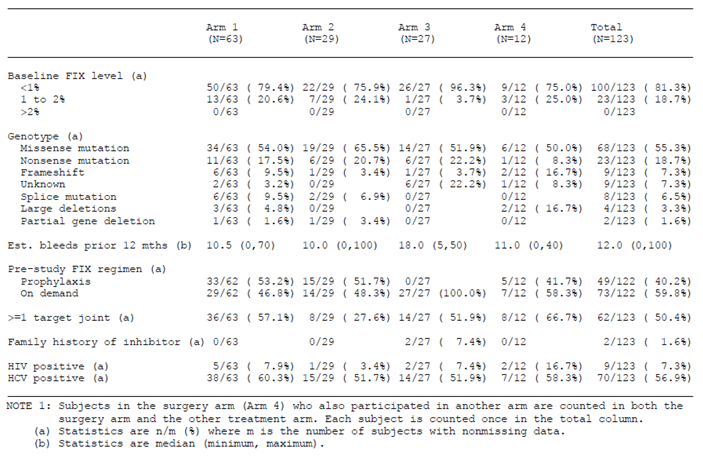 Arm 1 Arm 2 Arm 3 Arm 4 Total
(N=63) (N=29) (N=27) (N=12) (N=123)
Baseline FIX level (a)
<1% 50/63 ( 79.4%) 22/29 ( 75.9%) 26/27 ( 96.3%) 9/12 ( 75.0%) 100/123 ( 81.3%)
1 to 2% 13/63 ( 20.6%) 7/29 ( 24.1%) 1/27 ( 3.7%) 3/12 ( 25.0%) 23/123 ( 18.7%)
>2% 0/63 0/29 0/27 0/12 0/123
Genotype (a)
Missense mutation 34/63 ( 54.0%) 19/29 ( 65.5%) 14/27 ( 51.9%) 6/12 ( 50.0%) 68/123 ( 55.3%)
Nonsense mutation 11/63 ( 17.5%) 6/29 ( 20.7%) 6/27 ( 22.2%) 1/12 ( 8.3%) 23/123 ( 18.7%)
Frameshift 6/63 ( 9.5%) 1/29 ( 3.4%) 1/27 ( 3.7%) 2/12 ( 16.7%) 9/123 ( 7.3%)
Unknown 2/63 ( 3.2%) 0/29 6/27 ( 22.2%) 1/12 ( 8.3%) 9/123 ( 7.3%)
Splice mutation 6/63 ( 9.5%) 2/29 ( 6.9%) 0/27 0/12 8/123 ( 6.5%)
Large deletions 3/63 ( 4.8%) 0/29 0/27 2/12 ( 16.7%) 4/123 ( 3.3%)
Partial gene deletion 1/63 ( 1.6%) 1/29 ( 3.4%) 0/27 0/12 2/123 ( 1.6%)
Est. bleeds prior 12 mths (b) 10.5 (0,70) 10.0 (0,100) 18.0 (5,50) 11.0 (0,40) 12.0 (0,100)
Pre-study FIX regimen (a)
Prophylaxis 33/62 ( 53.2%) 15/29 ( 51.7%) 0/27 5/12 ( 41.7%) 49/122 ( 40.2%)
On demand 29/62 ( 46.8%) 14/29 ( 48.3%) 27/27 (100.0%) 7/12 ( 58.3%) 73/122 ( 59.8%)
>=1 target joint (a) 36/63 ( 57.1%) 8/29 ( 27.6%) 14/27 ( 51.9%) 8/12 ( 66.7%) 62/123 ( 50.4%)
Family history of inhibitor (a) 0/63 0/29 2/27 ( 7.4%) 0/12 2/123 ( 1.6%)
HIV positive (a) 5/63 ( 7.9%) 1/29 ( 3.4%) 2/27 ( 7.4%) 2/12 ( 16.7%) 9/123 ( 7.3%)
HCV positive (a) 38/63 ( 60.3%) 15/29 ( 51.7%) 14/27 ( 51.9%) 7/12 ( 58.3%) 70/123 ( 56.9%)
NOTE 1: Subjects in the surgery arm (Arm 4) who also participated in another arm are counted in both the
surgery arm and the other treatment arm. Each subject is counted once in the total column.
(a) Statistics are n/m (%) where m is the number of subjects with nonmissing data.
(b) Statistics are median (minimum, maximum).